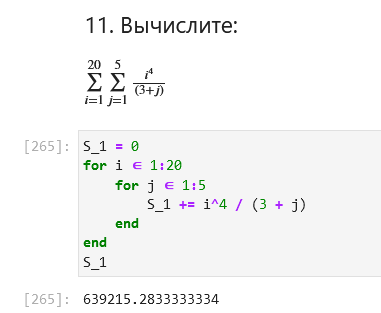 11. Вычислите:
20 5
∑ ∑ i⁴/(3+j)
i=1 j=1
[265]: S_1 = 0
for i ∈ 1:20
for j ∈ 1:5
S_1 += i^4 / (3 + j)
end
end
S_1
[265]: 639215.2833333334